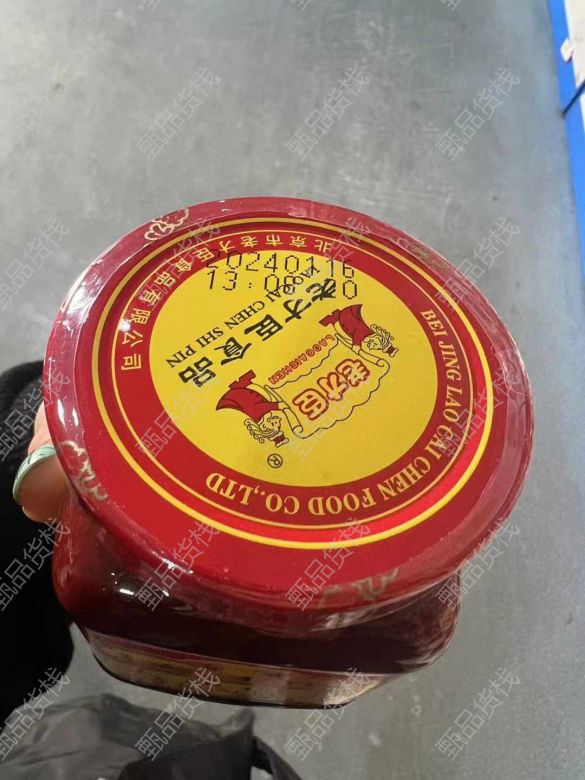 北京市老才臣食品有限公司
20240116
13:08
老才臣食品
LAO CAI CHEN SHI PIN
老才臣
LAOCAICHEN
®
BEI JING LAO CAI CHEN FOOD CO.,LTD
甄品货栈